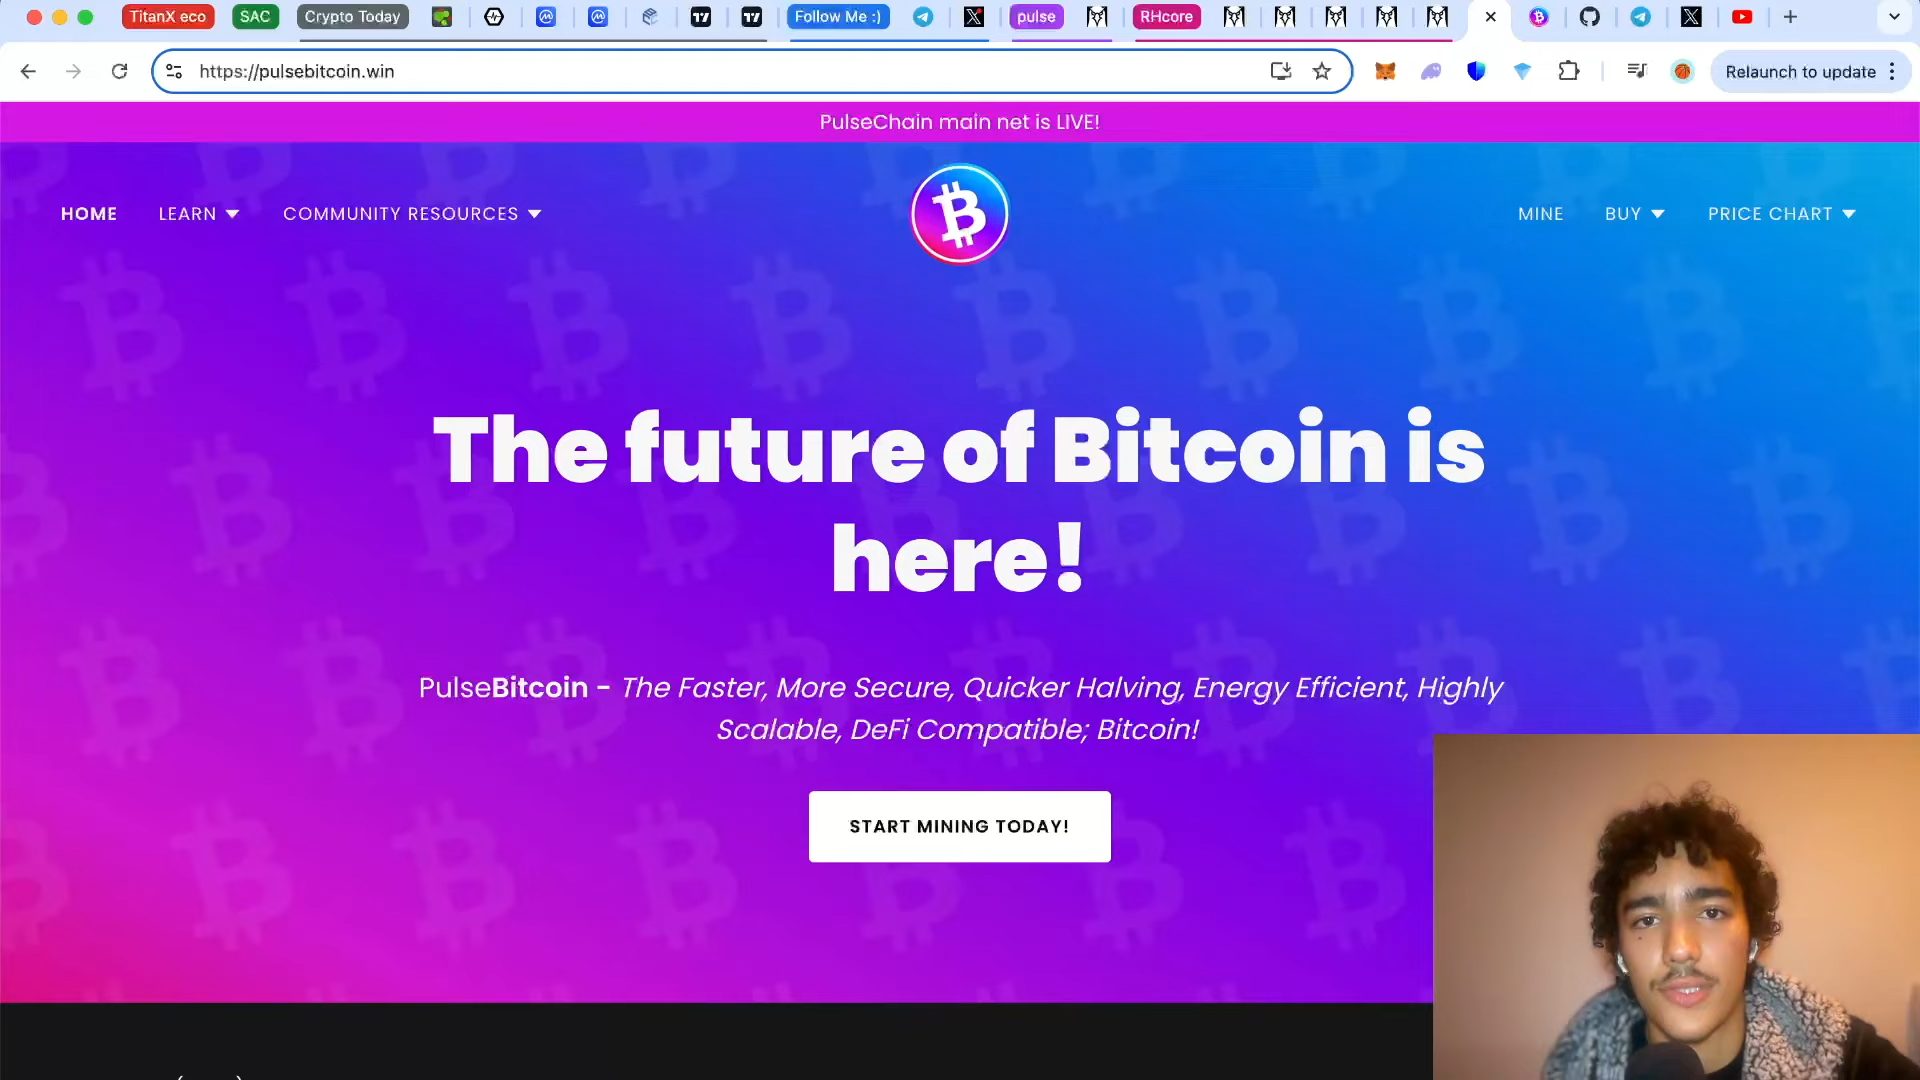 TitanX eco
SAC
Crypto Today
Follow Me :)
pulse
RHcore
https://pulsebitcoin.win
Relaunch to update
PulseChain main net is LIVE!
HOME
LEARN
COMMUNITY RESOURCES
MINE
BUY
PRICE CHART
The future of Bitcoin is
here!
PulseBitcoin - The Faster, More Secure, Quicker Halving, Energy Efficient, Highly
Scalable, DeFi Compatible; Bitcoin!
START MINING TODAY!